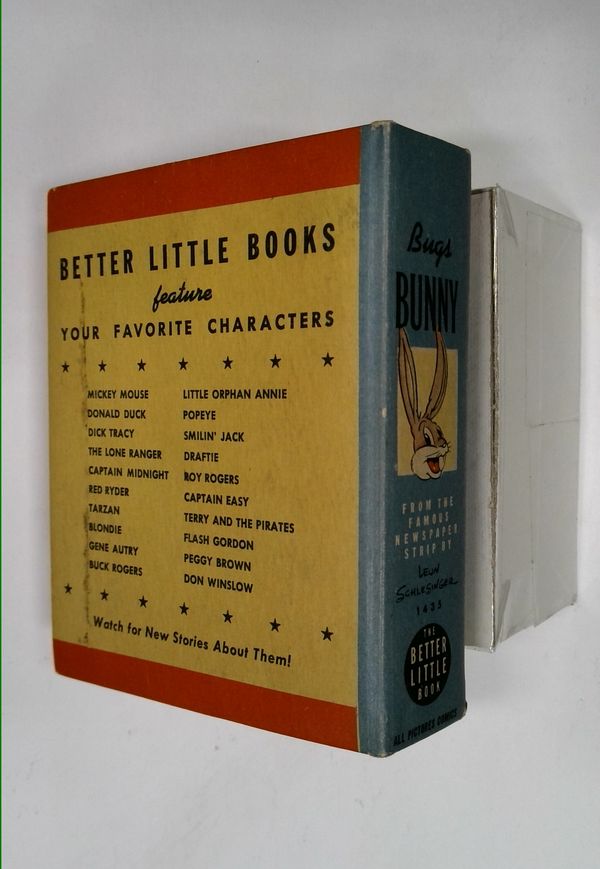 BETTER LITTLE BOOKS
feature
YOUR FAVORITE CHARACTERS
MICKEY MOUSE
DONALD DUCK
DICK TRACY
THE LONE RANGER
CAPTAIN MIDNIGHT
RED RYDER
TARZAN
BLONDIE
GENE AUTRY
BUCK ROGERS
LITTLE ORPHAN ANNIE
POPEYE
SMILIN' JACK
DRAFTIE
ROY ROGERS
CAPTAIN EASY
TERRY AND THE PIRATES
FLASH GORDON
PEGGY BROWN
DON WINSLOW
Watch for New Stories About Them!
Bugs
BUNNY
FROM THE
FAMOUS
NEWSPAPER
STRIP BY
LEON
SCHLESINGER
1435
THE
BETTER
LITTLE
BOOK
ALL PICTURES COMICS